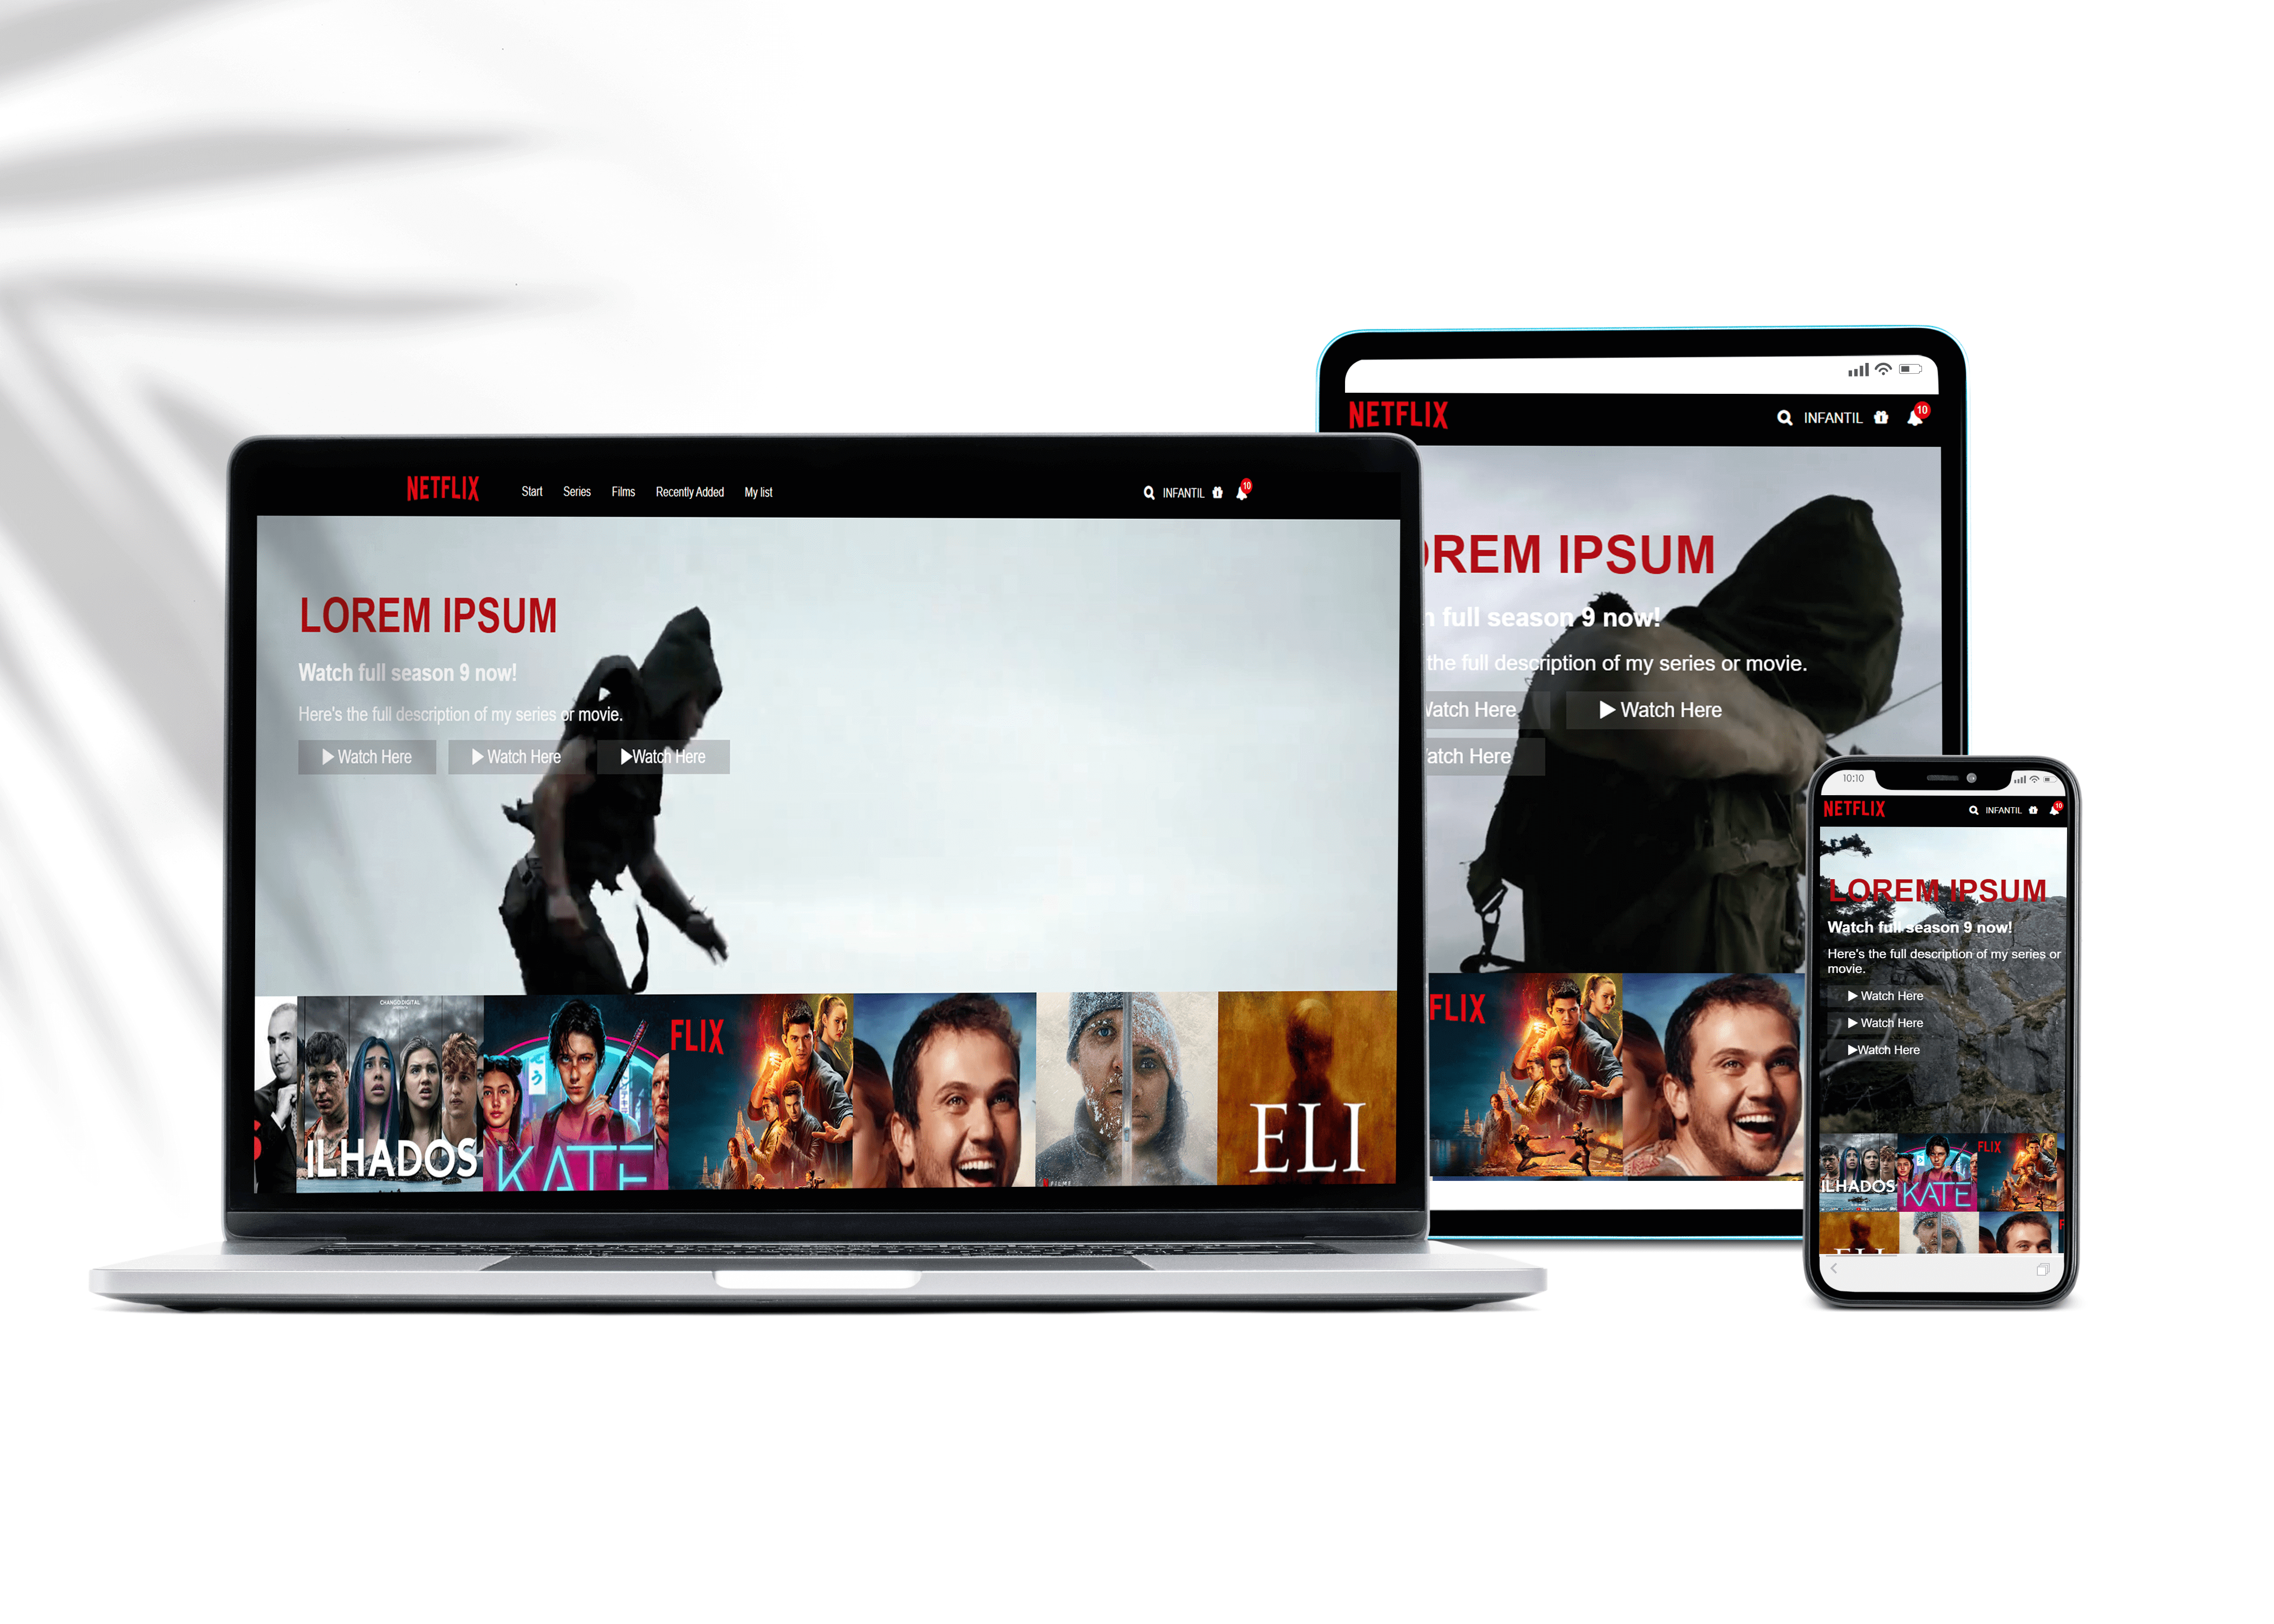 NETFLIX
Start Series Films Recently Added My list
INFANTIL 10
LOREM IPSUM
Watch full season 9 now!
Here's the full description of my series or movie.
Watch Here Watch Here Watch Here
CHANGO DIGITAL
ILHADOS
KATE
FLIX
ELI
NETFLIX
INFANTIL 10
OREM IPSUM
full season 9 now!
the full description of my series or movie.
Watch Here Watch Here
atch Here
FLIX
10:10
NETFLIX
INFANTIL 10
LOREM IPSUM
Watch full season 9 now!
Here's the full description of my series or
movie.
Watch Here
Watch Here
Watch Here
ILHADOS
KATE
FLIX
ELI